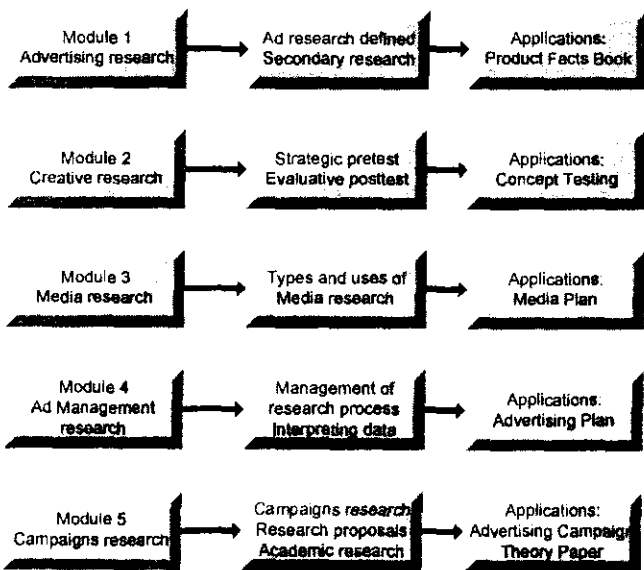 Module 1
Advertising research
Ad research defined
Secondary research
Applications:
Product Facts Book
Module 2
Creative research
Strategic pretest
Evaluative posttest
Applications:
Concept Testing
Module 3
Media research
Types and uses of
Media research
Applications:
Media Plan
Module 4
Ad Management
research
Management of
research process
Interpreting data
Applications:
Advertising Plan
Module 5
Campaigns research
Campaigns research
Research proposals
Academic research
Applications:
Advertising Campaign
Theory Paper